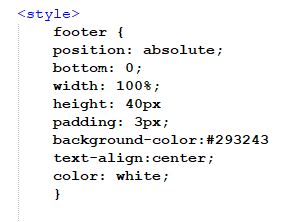 <style>
footer {
position: absolute;
bottom: 0;
width: 100%;
height: 40px
padding: 3px;
background-color:#293243
text-align:center;
color: white;
}